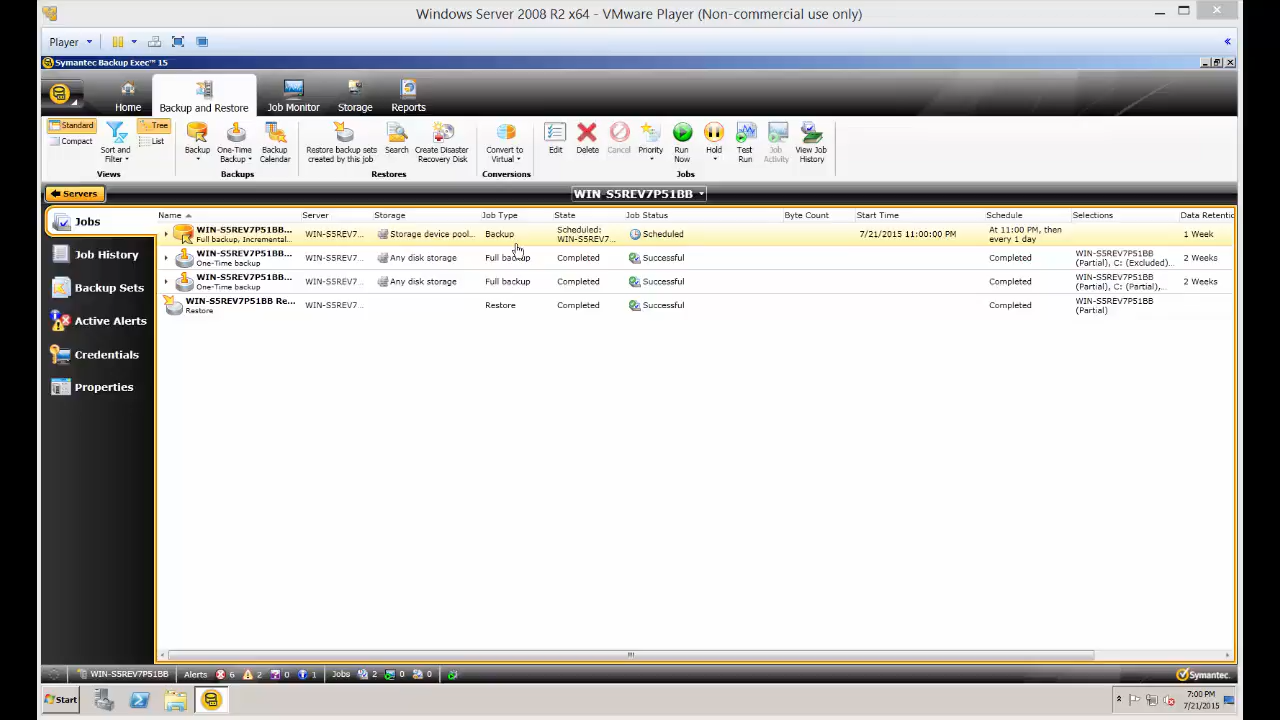 Windows Server 2008 R2 x64 - VMware Player (Non-commercial use only)
Player
Symantec Backup Exec™ 15
Home
Backup and Restore
Job Monitor
Storage
Reports
Standard
Compact
Sort and
Filter
Tree
List
Views
Backup
One-Time
Backup
Backup
Calendar
Backups
Restore backup sets
created by this job
Search
Create Disaster
Recovery Disk
Restores
Convert to
Virtual
Conversions
Edit
Delete
Cancel
Priority
Run
Now
Hold
Test
Run
Job
Activity
View Job
History
Jobs
Servers
WIN-S5REV7P51BB
Jobs
Job History
Backup Sets
Active Alerts
Credentials
Properties
Name Server Storage Job Type State Job Status Byte Count Start Time Schedule Selections Data Retentic
WIN-S5REV7P51BB...
Full backup, Incremental...
WIN-S5REV7...
Storage device pool...
Backup
Scheduled:
WIN-S5REV7...
Scheduled
7/21/2015 11:00:00 PM
At 11:00 PM, then
every 1 day
1 Week
WIN-S5REV7P51BB...
One-Time backup
WIN-S5REV7...
Any disk storage
Full backup
Completed
Successful
Completed
WIN-S5REV7P51BB
(Partial), C: (Excluded)...
2 Weeks
WIN-S5REV7P51BB...
One-Time backup
WIN-S5REV7...
Any disk storage
Full backup
Completed
Successful
Completed
WIN-S5REV7P51BB
(Partial), C: (Partial),...
2 Weeks
WIN-S5REV7P51BB Re...
Restore
WIN-S5REV7...
Restore
Completed
Successful
Completed
WIN-S5REV7P51BB
(Partial)
WIN-S5REV7P51BB
Alerts 6 2 0 1
Jobs 2 0 0
Symantec.
Start
7:00 PM
7/21/2015